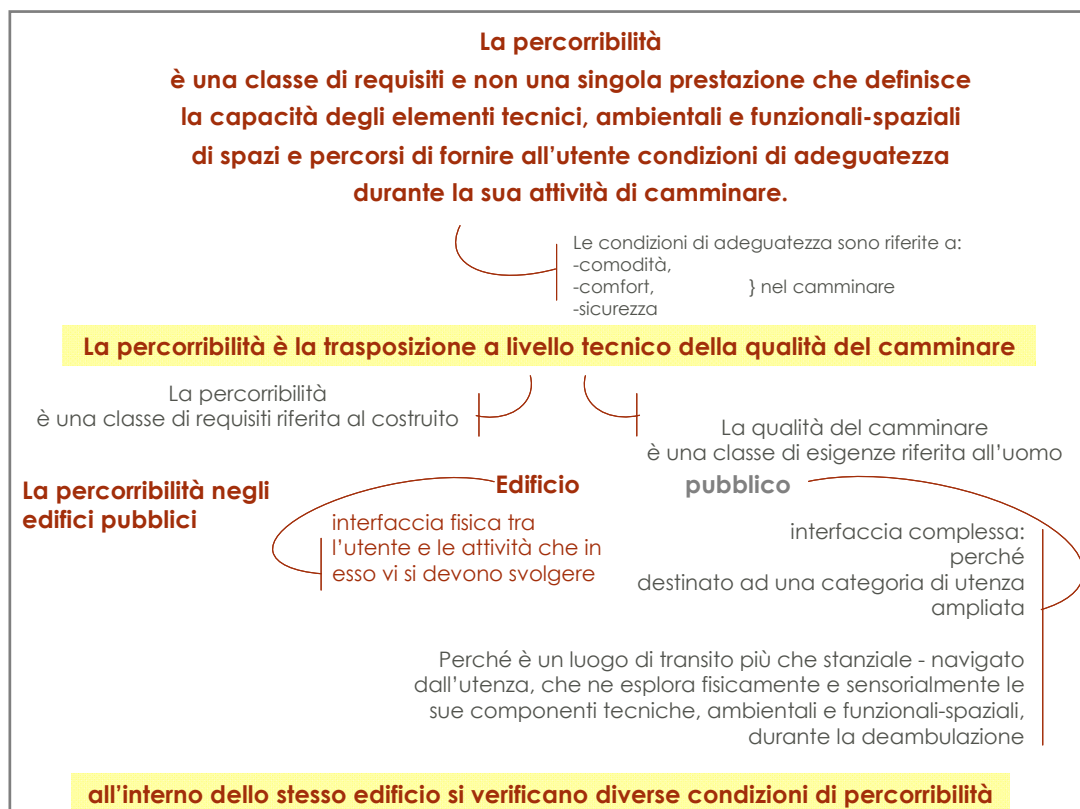 La percorribilità
è una classe di requisiti e non una singola prestazione che definisce
la capacità degli elementi tecnici, ambientali e funzionali-spaziali
di spazi e percorsi di fornire all’utente condizioni di adeguatezza
durante la sua attività di camminare.
Le condizioni di adeguatezza sono riferite a:
-comodità,
-comfort, } nel camminare
-sicurezza
La percorribilità è la trasposizione a livello tecnico della qualità del camminare
La percorribilità
è una classe di requisiti riferita al costruito
La qualità del camminare
è una classe di esigenze riferita all’uomo
La percorribilità negli
edifici pubblici
Edificio pubblico
interfaccia fisica tra
l’utente e le attività che in
esso vi si devono svolgere
interfaccia complessa:
perché
destinato ad una categoria di utenza
ampliata
Perché è un luogo di transito più che stanziale - navigato
dall’utenza, che ne esplora fisicamente e sensorialmente le
sue componenti tecniche, ambientali e funzionali-spaziali,
durante la deambulazione
all’interno dello stesso edificio si verificano diverse condizioni di percorribilità